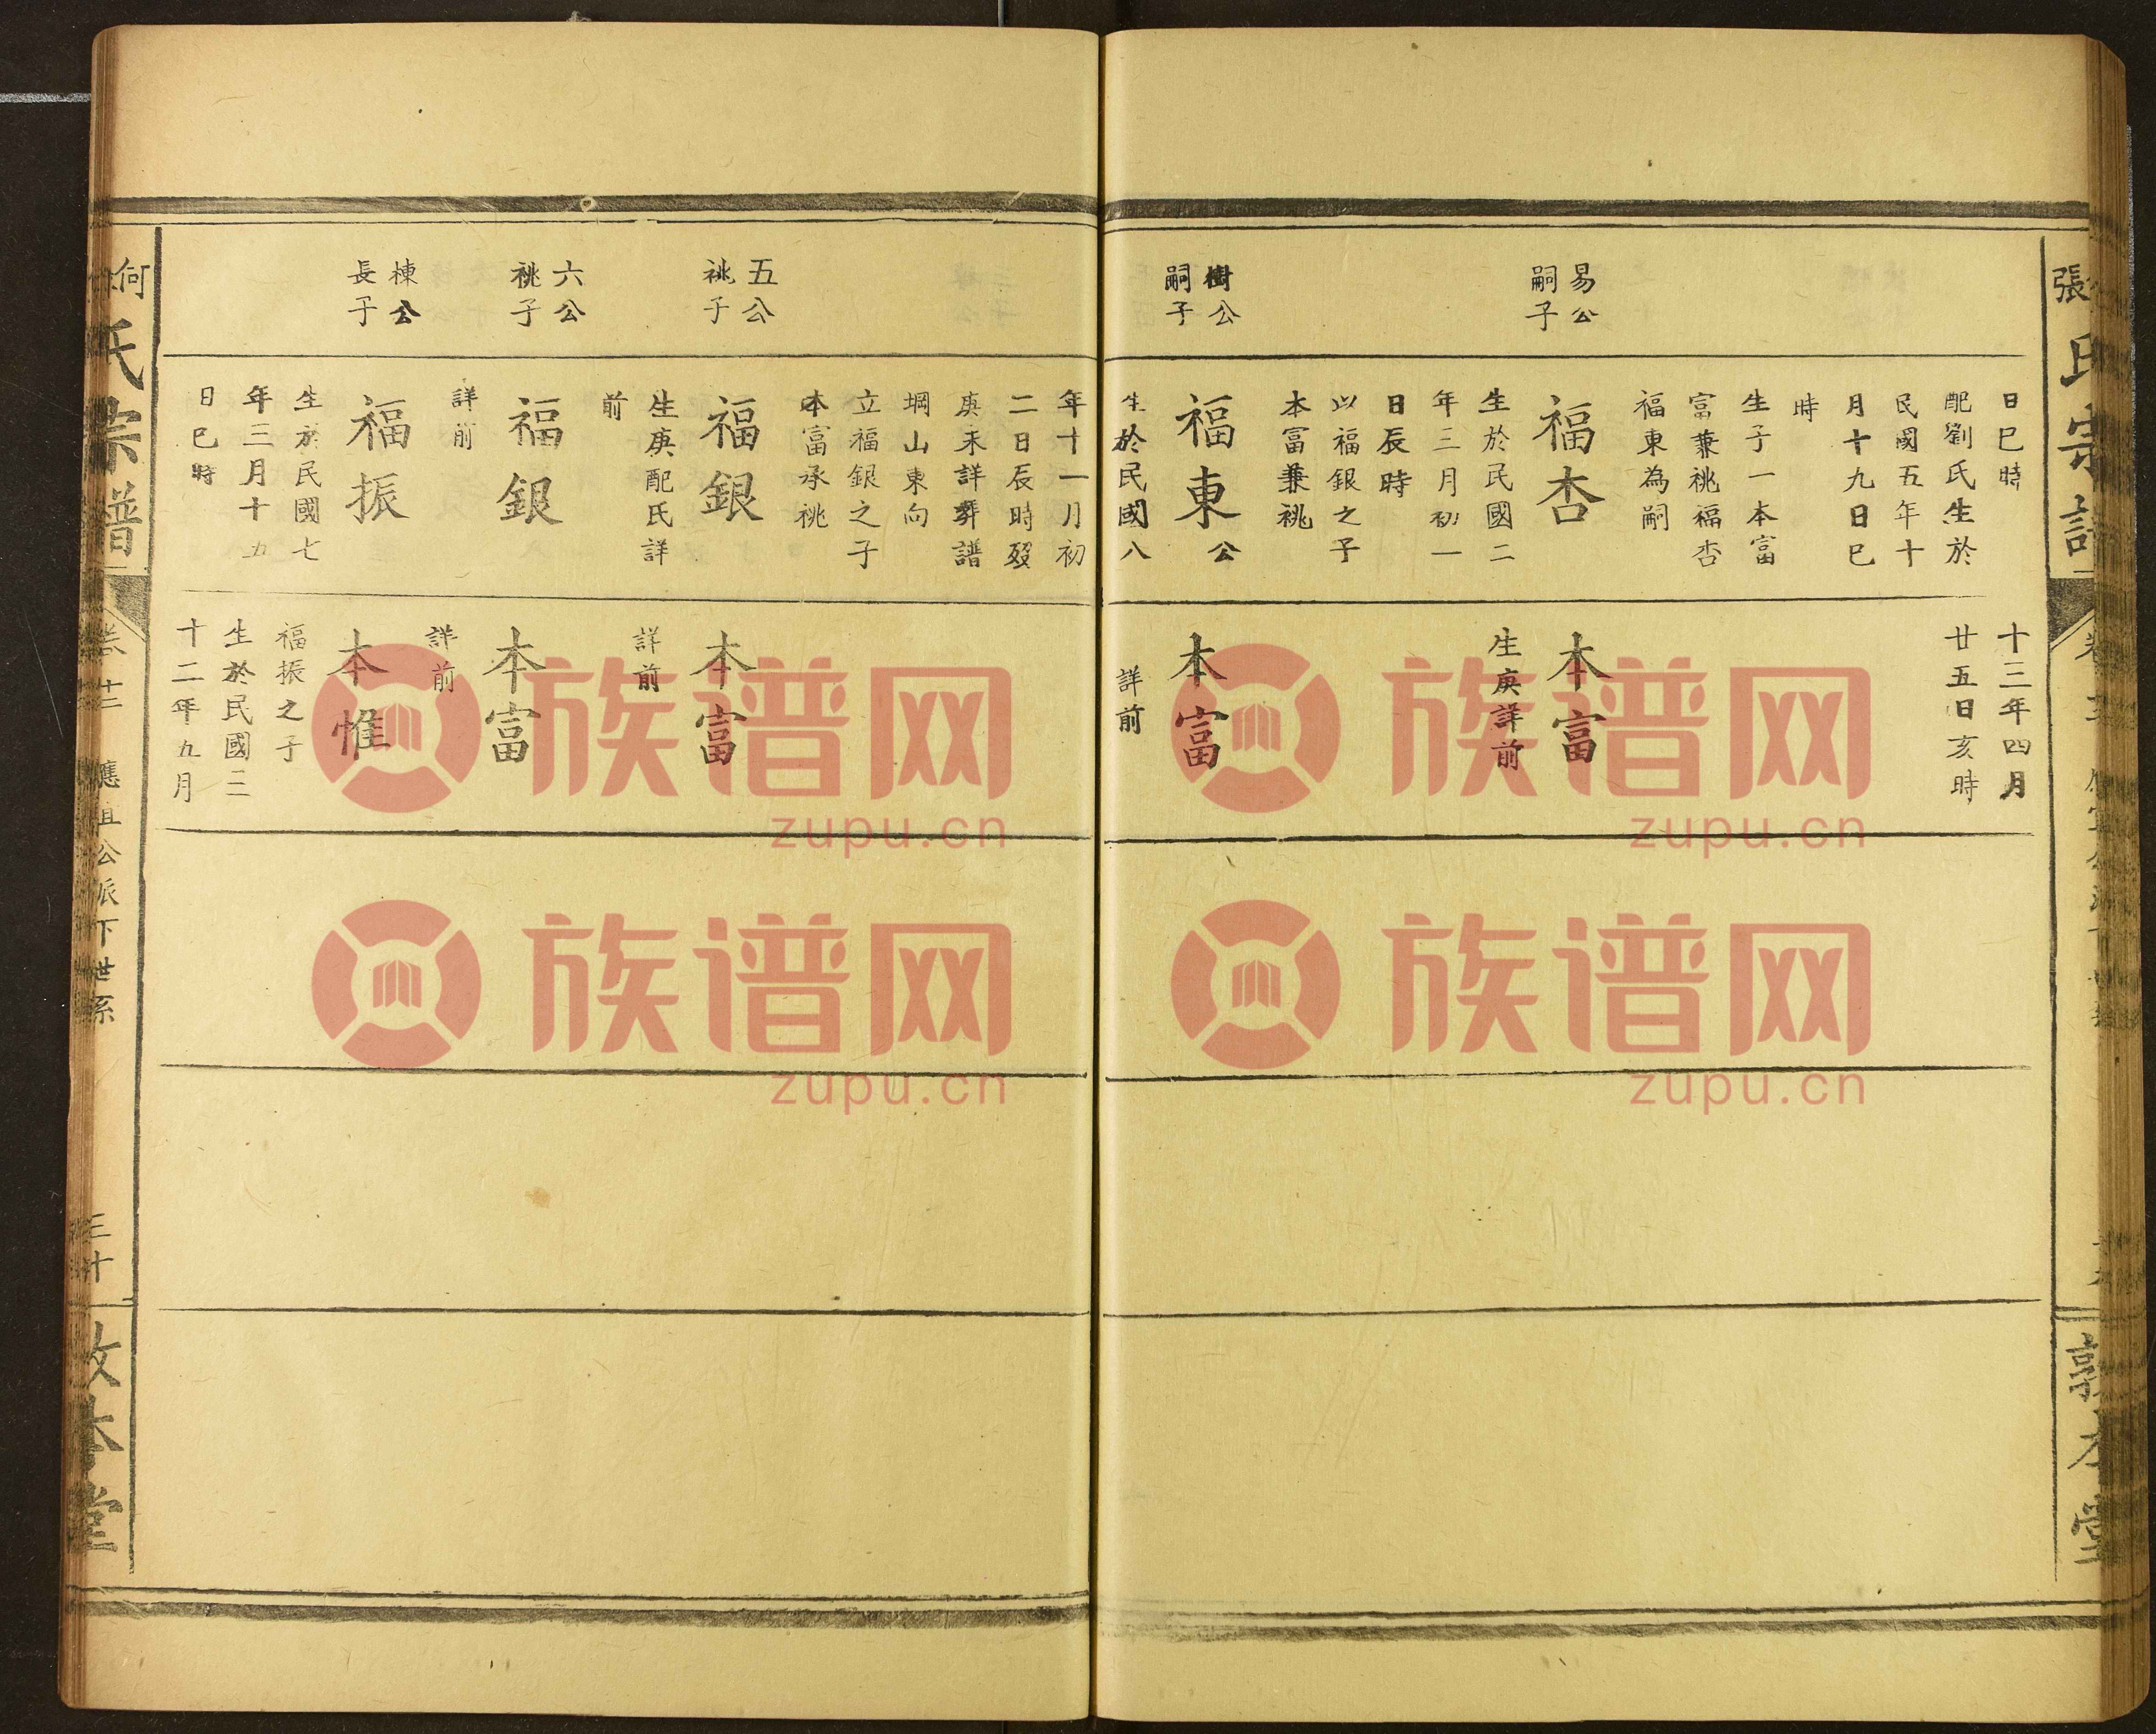 日巳時
配劉氏生於
民國五年十
月十九日巳
時
生子一本富
富兼祧福杏
福東為嗣
易公
嗣子
福杏
生於民國二
年三月初一
日辰時
以福銀之子
本富兼祧
樹公
嗣子
福東公
生於民國八
十三年四月
廿五日亥時
本富
生庚詳前
本富
詳前
年十一月初
二日辰時歿
庚未詳葬譜
堈山東向
立福銀之子
本富承祧
五公
祧子
福銀
生庚配氏詳
前
六公
祧子
福銀
詳前
棟公
長子
福振
生於民國七
年三月十九
日巳時
本富
詳前
本富
詳前
本惟
福振之子
生於民國三
十二年九月
何
氏宗譜
應宜公派下世系
三十
敦本堂
張
氏宗譜
敦本堂
族谱网
zupu.cn
族谱网
zupu.cn
族谱网
zupu.cn
族谱网
zupu.cn